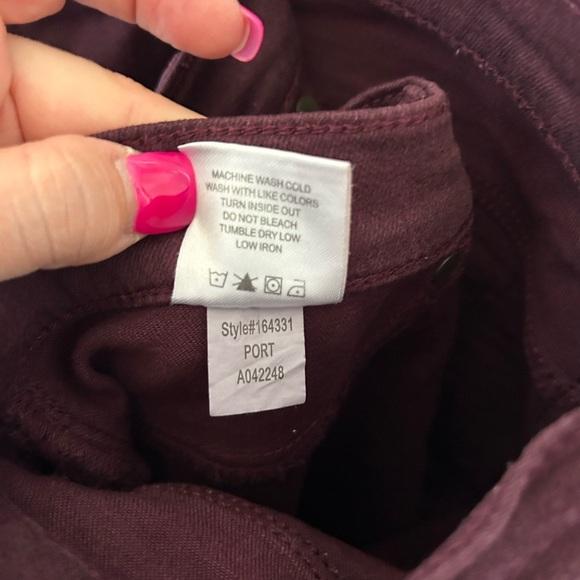 MACHINE WASH COLD
WASH WITH LIKE COLORS
TURN INSIDE OUT
DO NOT BLEACH
TUMBLE DRY LOW
LOW IRON
Style#164331
PORT
A042248